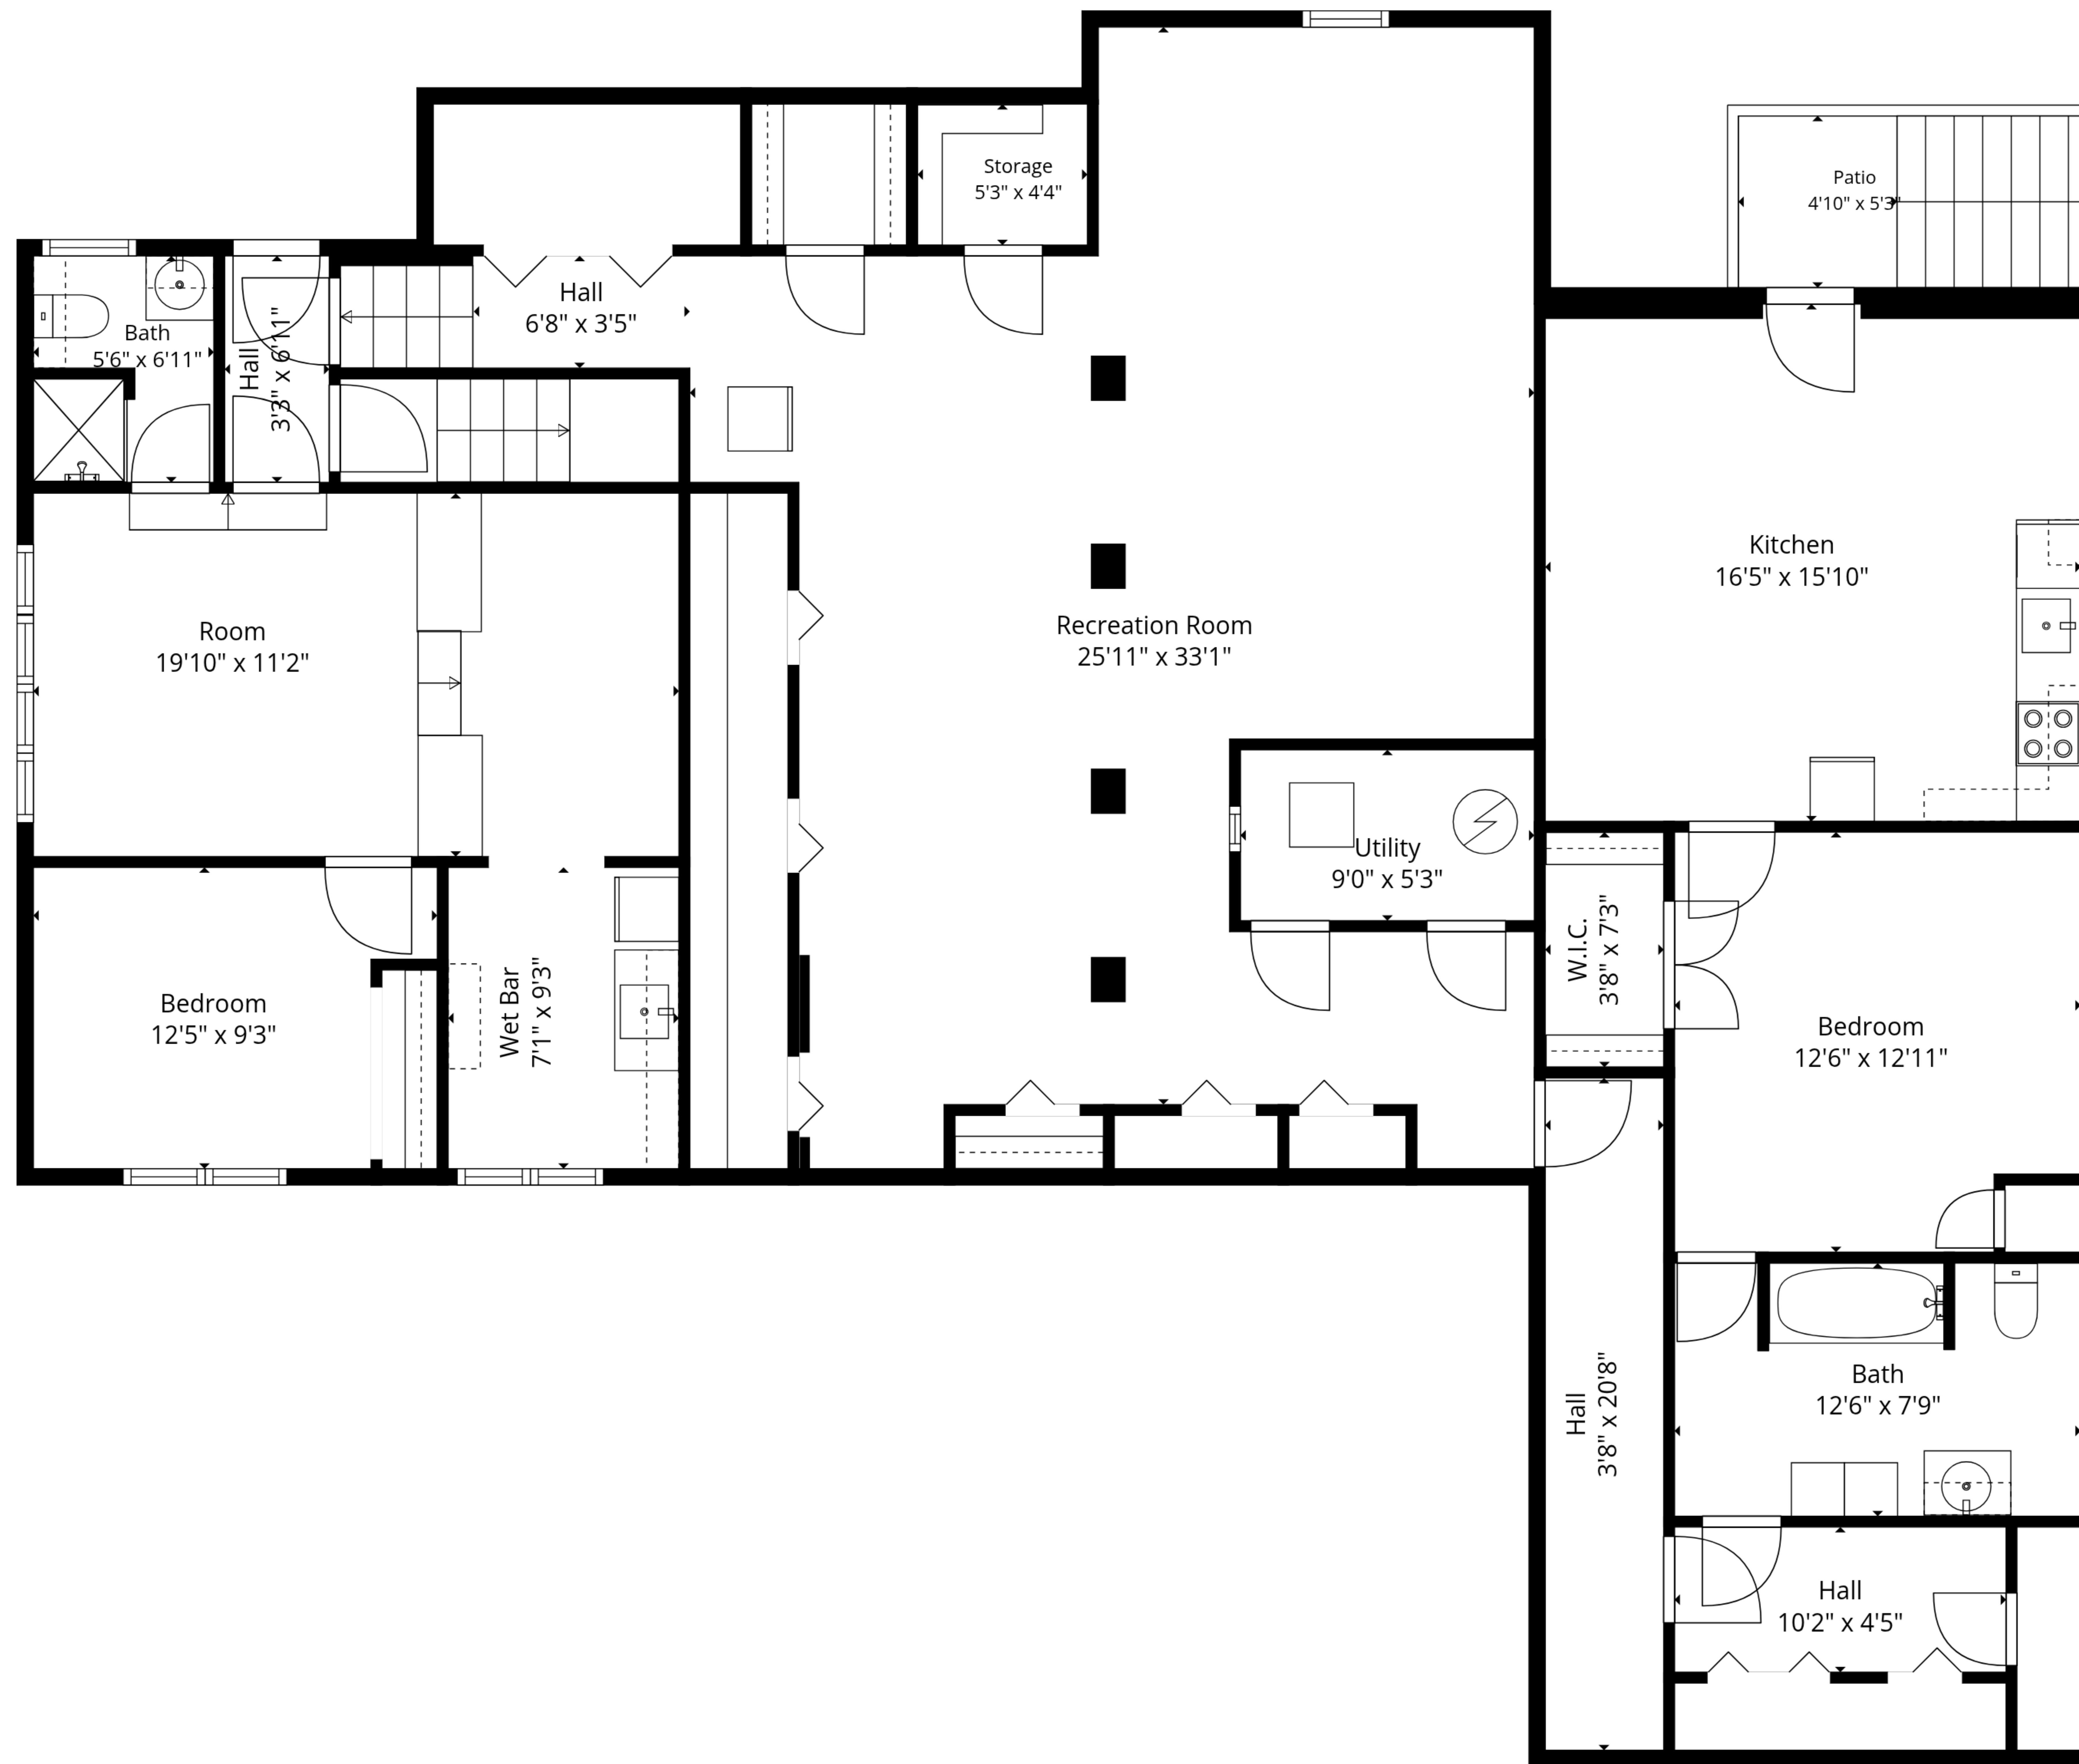 Storage
5'3" x 4'4"
Patio
4'10" x 5'3"
Hall
6'8" x 3'5"
Bath
5'6" x 6'11"
Hall
3'3" x 6'11"
Kitchen
16'5" x 15'10"
Room
19'10" x 11'2"
Recreation Room
25'11" x 33'1"
Utility
9'0" x 5'3"
W.I.C.
3'8" x 7'3"
Bedroom
12'5" x 9'3"
Wet Bar
7'1" x 9'3"
Bedroom
12'6" x 12'11"
Bath
12'6" x 7'9"
Hall
3'8" x 20'8"
Hall
10'2" x 4'5"